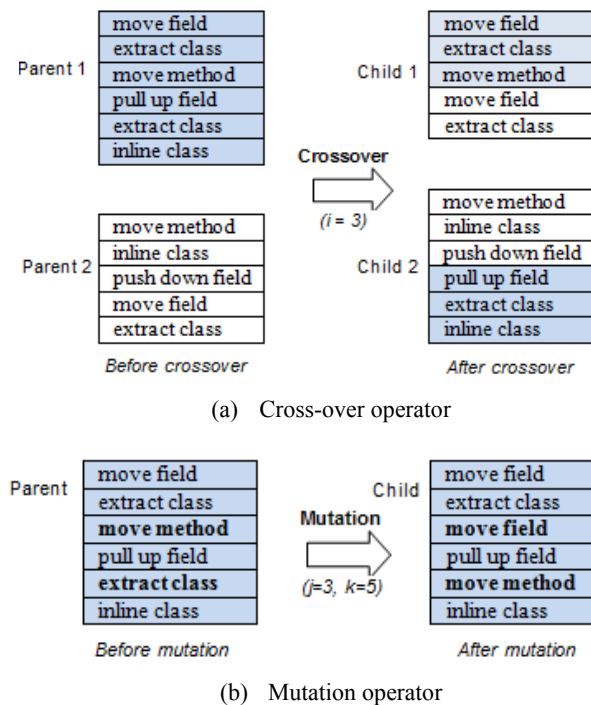 Parent 1
move field
extract class
move method
pull up field
extract class
inline class
Parent 2
move method
inline class
push down field
move field
extract class
Before crossover
Crossover
(i = 3)
Child 1
move field
extract class
move method
move field
extract class
Child 2
move method
inline class
push down field
pull up field
extract class
inline class
After crossover
(a) Cross-over operator
Parent
move field
extract class
move method
pull up field
extract class
inline class
Before mutation
Mutation
(j=3, k=5)
Child
move field
extract class
move field
pull up field
move method
inline class
After mutation
(b) Mutation operator